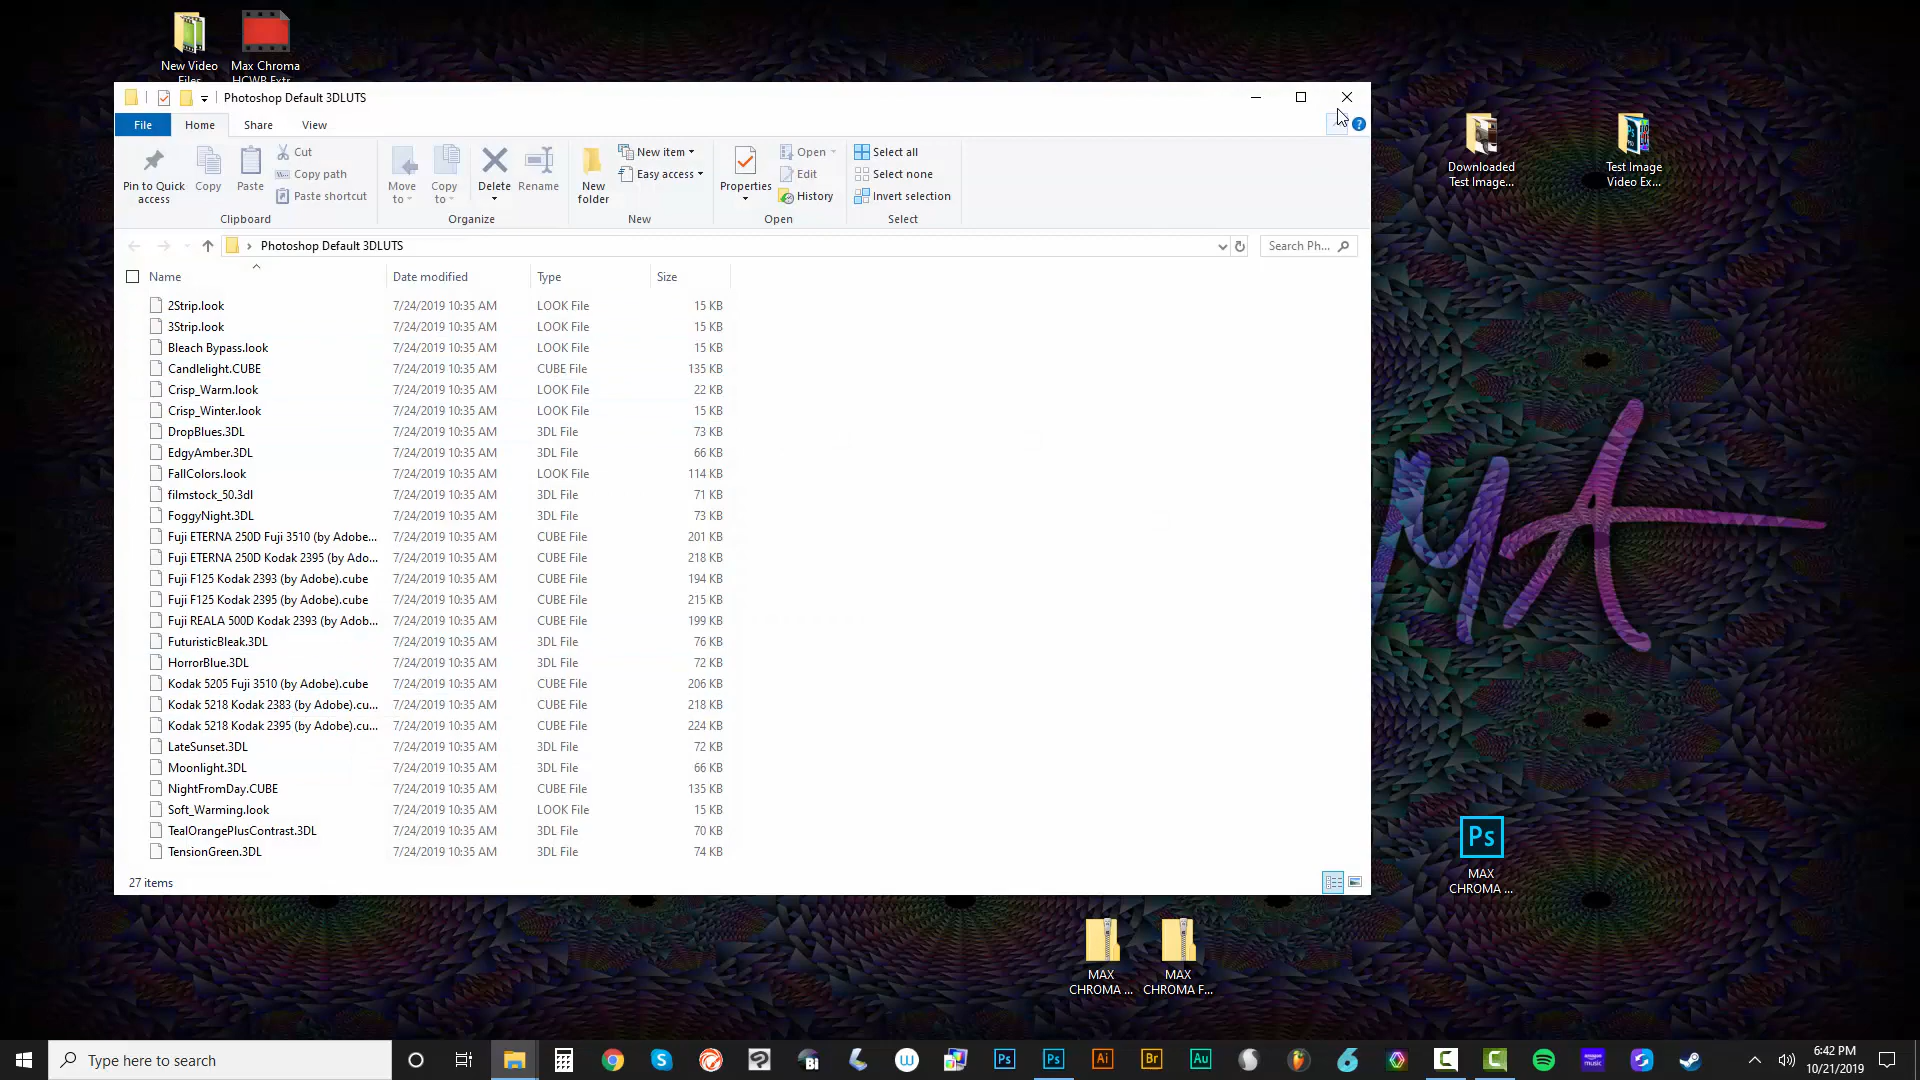 New Video
Files
Max Chroma
HCWB Extr...
Photoshop Default 3DLUTS
File
Home
Share
View
Pin to Quick
access
Copy
Paste
Cut
Copy path
Paste shortcut
Clipboard
Move
to
Copy
to
Delete
Rename
Organize
New
folder
New item
Easy access
New
Properties
Open
Edit
History
Open
Select all
Select none
Invert selection
Select
Photoshop Default 3DLUTS
Search Ph...
Name
Date modified
Type
Size
2Strip.look 7/24/2019 10:35 AM LOOK File 15 KB
3Strip.look 7/24/2019 10:35 AM LOOK File 15 KB
Bleach Bypass.look 7/24/2019 10:35 AM LOOK File 15 KB
Candlelight.CUBE 7/24/2019 10:35 AM CUBE File 135 KB
Crisp_Warm.look 7/24/2019 10:35 AM LOOK File 22 KB
Crisp_Winter.look 7/24/2019 10:35 AM LOOK File 15 KB
DropBlues.3DL 7/24/2019 10:35 AM 3DL File 73 KB
EdgyAmber.3DL 7/24/2019 10:35 AM 3DL File 66 KB
FallColors.look 7/24/2019 10:35 AM LOOK File 114 KB
filmstock_50.3dl 7/24/2019 10:35 AM 3DL File 71 KB
FoggyNight.3DL 7/24/2019 10:35 AM 3DL File 73 KB
Fuji ETERNA 250D Fuji 3510 (by Adobe... 7/24/2019 10:35 AM CUBE File 201 KB
Fuji ETERNA 250D Kodak 2395 (by Ado... 7/24/2019 10:35 AM CUBE File 218 KB
Fuji F125 Kodak 2393 (by Adobe).cube 7/24/2019 10:35 AM CUBE File 194 KB
Fuji F125 Kodak 2395 (by Adobe).cube 7/24/2019 10:35 AM CUBE File 215 KB
Fuji REALA 500D Kodak 2393 (by Adob... 7/24/2019 10:35 AM CUBE File 199 KB
FuturisticBleak.3DL 7/24/2019 10:35 AM 3DL File 76 KB
HorrorBlue.3DL 7/24/2019 10:35 AM 3DL File 72 KB
Kodak 5205 Fuji 3510 (by Adobe).cube 7/24/2019 10:35 AM CUBE File 206 KB
Kodak 5218 Kodak 2383 (by Adobe).cu... 7/24/2019 10:35 AM CUBE File 218 KB
Kodak 5218 Kodak 2395 (by Adobe).cu... 7/24/2019 10:35 AM CUBE File 224 KB
LateSunset.3DL 7/24/2019 10:35 AM 3DL File 72 KB
Moonlight.3DL 7/24/2019 10:35 AM 3DL File 66 KB
NightFromDay.CUBE 7/24/2019 10:35 AM CUBE File 135 KB
Soft_Warming.look 7/24/2019 10:35 AM LOOK File 15 KB
TealOrangePlusContrast.3DL 7/24/2019 10:35 AM 3DL File 70 KB
TensionGreen.3DL 7/24/2019 10:35 AM 3DL File 74 KB
27 items
Downloaded
Test Image...
Test Image
Video Ex...
MA
Ps
MAX
CHROMA ...
MAX
CHROMA ...
MAX
CHROMA F...
Type here to search
Bi
W
Ps
Ps
Ai
Br
Au
amazon
music
6:42 PM
10/21/2019